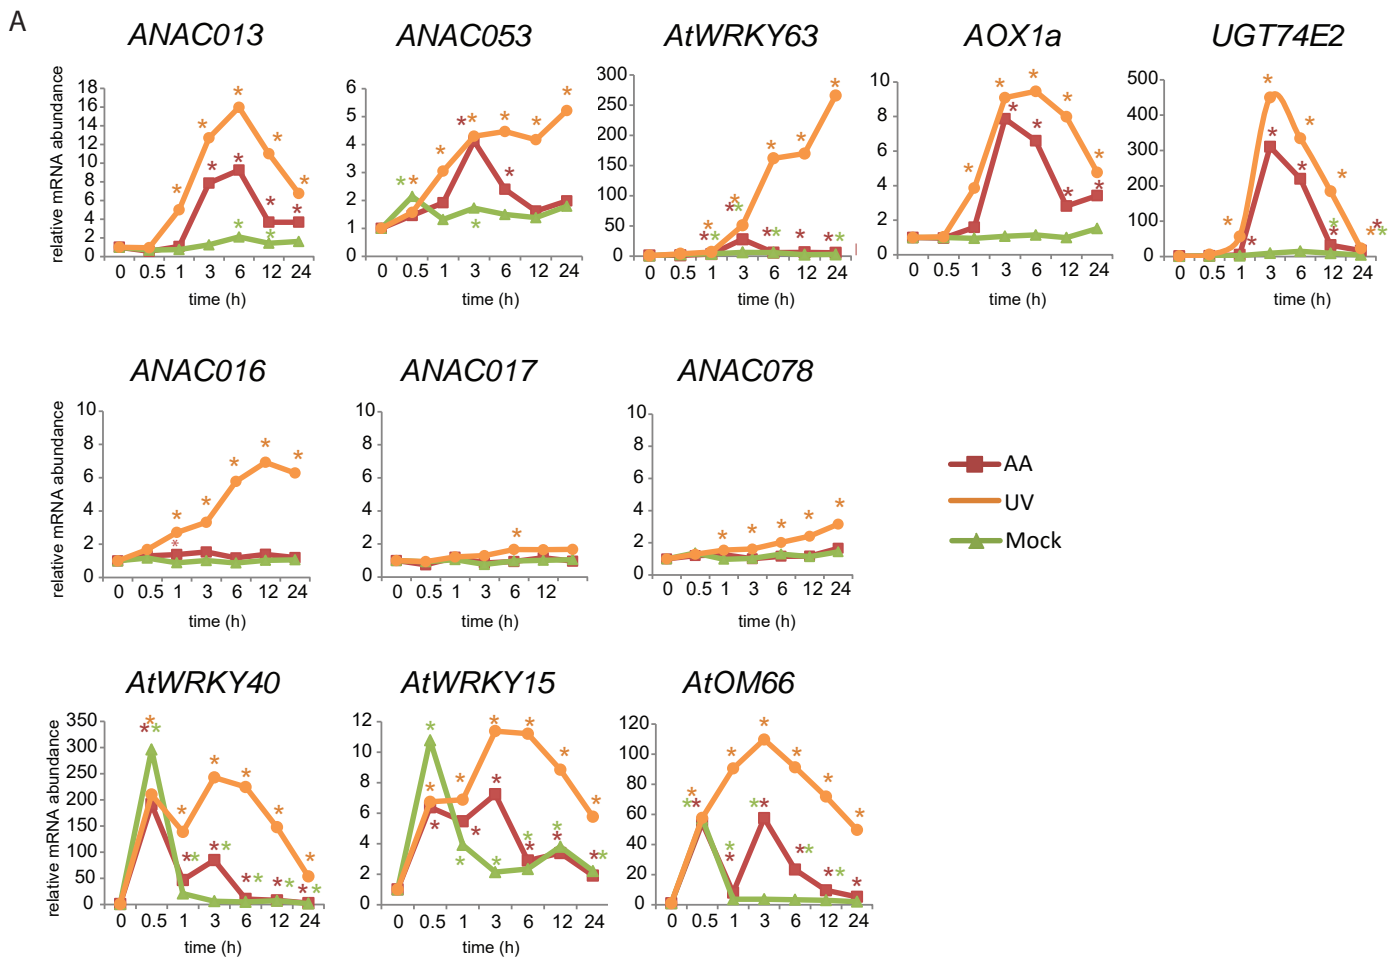 A
ANAC013 ANAC053 AtWRKY63 AOX1a UGT74E2
relative mRNA abundance
18
16
14
12
10
8
6
4
2
0
0 0.5 1 3 6 12 24
time (h)
6
5
4
3
2
1
0
0 0.5 1 3 6 12 24
time (h)
300
250
200
150
100
50
0
0 0.5 1 3 6 12 24
time (h)
10
8
6
4
2
0
0 0.5 1 3 6 12 24
time (h)
500
400
300
200
100
0
0 0.5 1 3 6 12 24
time (h)
ANAC016 ANAC017 ANAC078
relative mRNA abundance
10
8
6
4
2
0
0 0.5 1 3 6 12 24
time (h)
10
8
6
4
2
0
0 0.5 1 3 6 12
time (h)
10
8
6
4
2
0
0 0.5 1 3 6 12 24
time (h)
AA
UV
Mock
AtWRKY40 AtWRKY15 AtOM66
relative mRNA abundance
350
300
250
200
150
100
50
0
0 0.5 1 3 6 12 24
time (h)
12
10
8
6
4
2
0
0 0.5 1 3 6 12 24
time (h)
120
100
80
60
40
20
0
0 0.5 1 3 6 12 24
time (h)